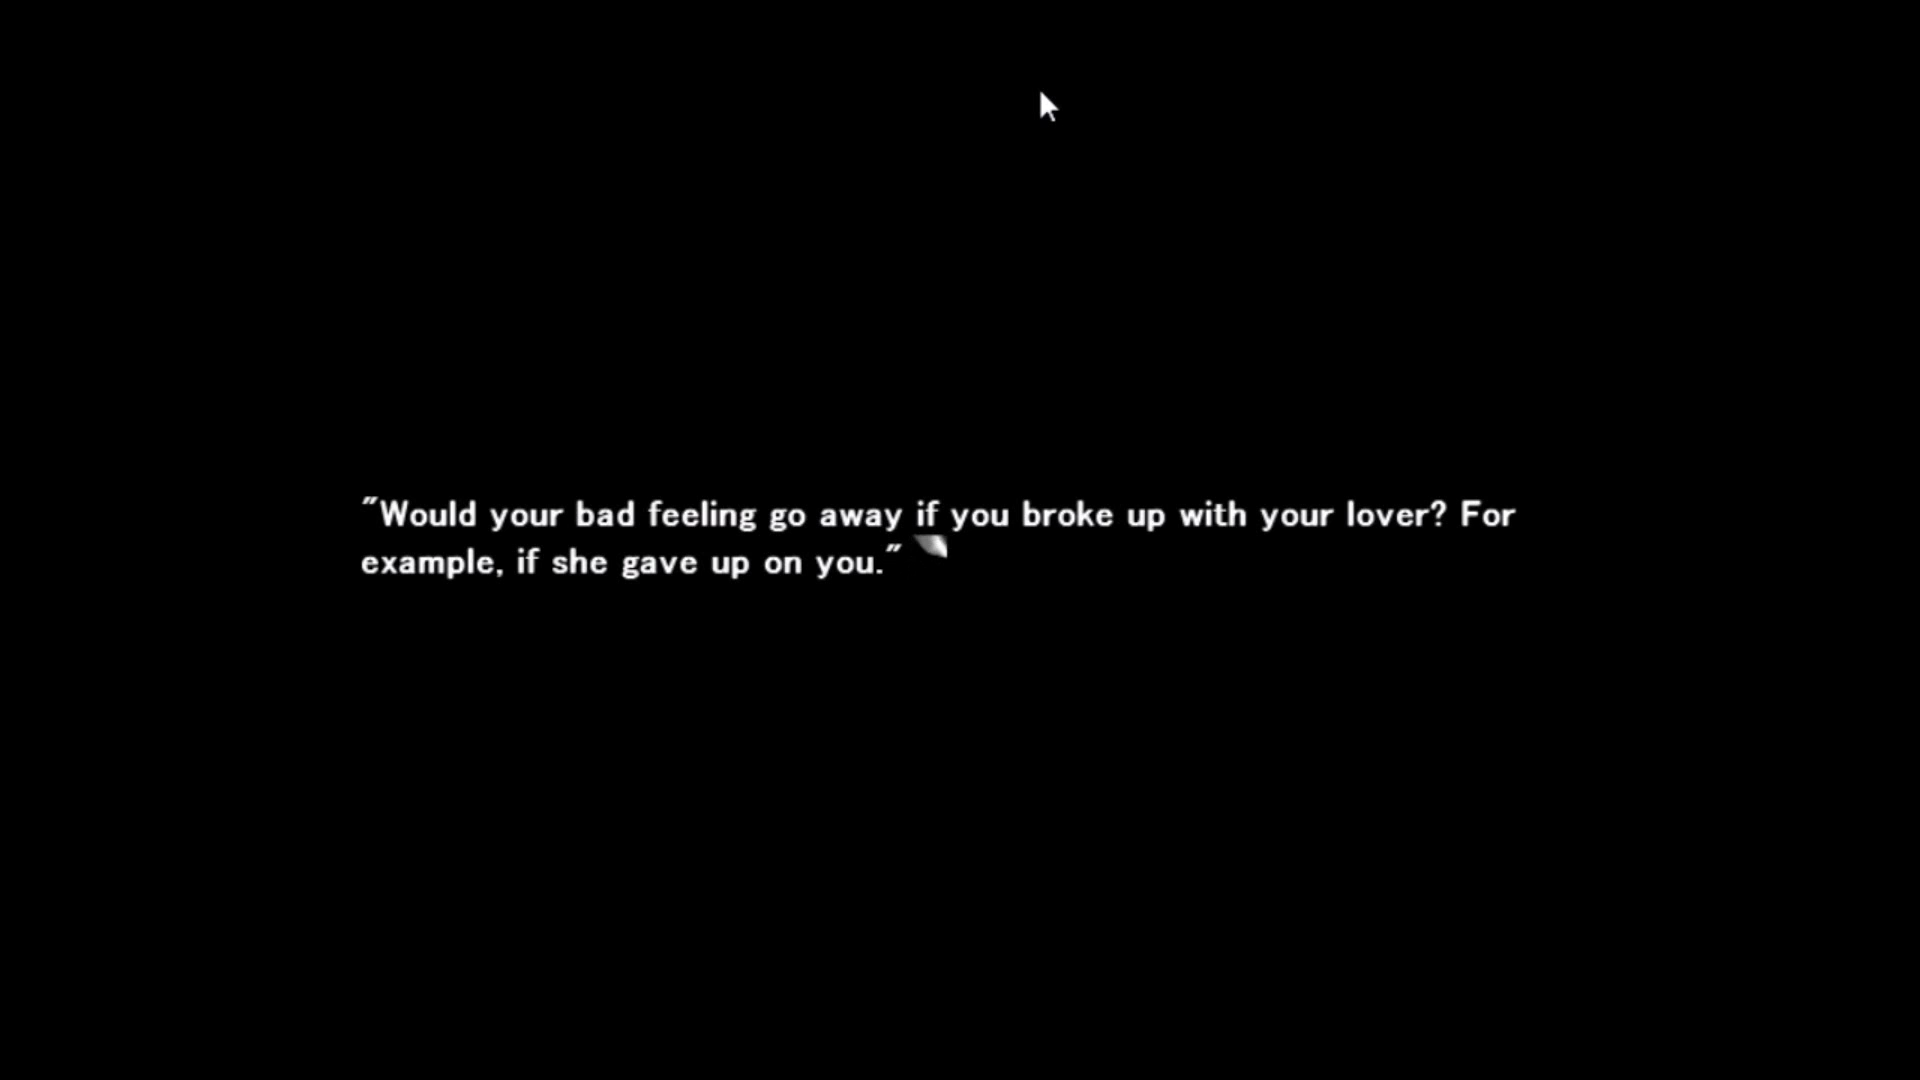 "Would your bad feeling go away if you broke up with your lover? For
example, if she gave up on you."